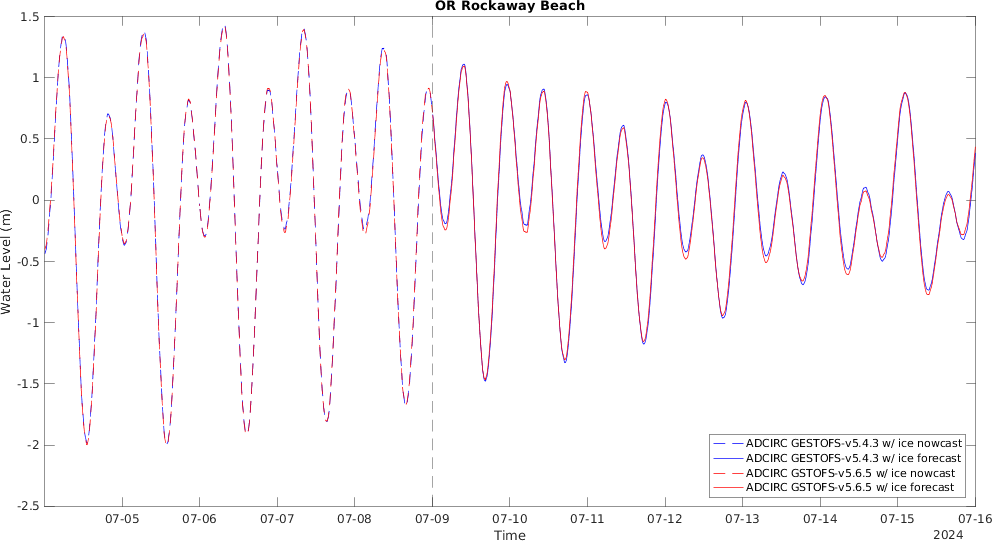 OR Rockaway Beach
1.5
1
0.5
0
-0.5
-1
-1.5
-2
-2.5
Water Level (m)
ADCIRC GESTOFS-v5.4.3 w/ ice nowcast
ADCIRC GESTOFS-v5.4.3 w/ ice forecast
ADCIRC GSTOFS-v5.6.5 w/ ice nowcast
ADCIRC GSTOFS-v5.6.5 w/ ice forecast
07-05 07-06 07-07 07-08 07-09 07-10 07-11 07-12 07-13 07-14 07-15 07-16
Time
2024